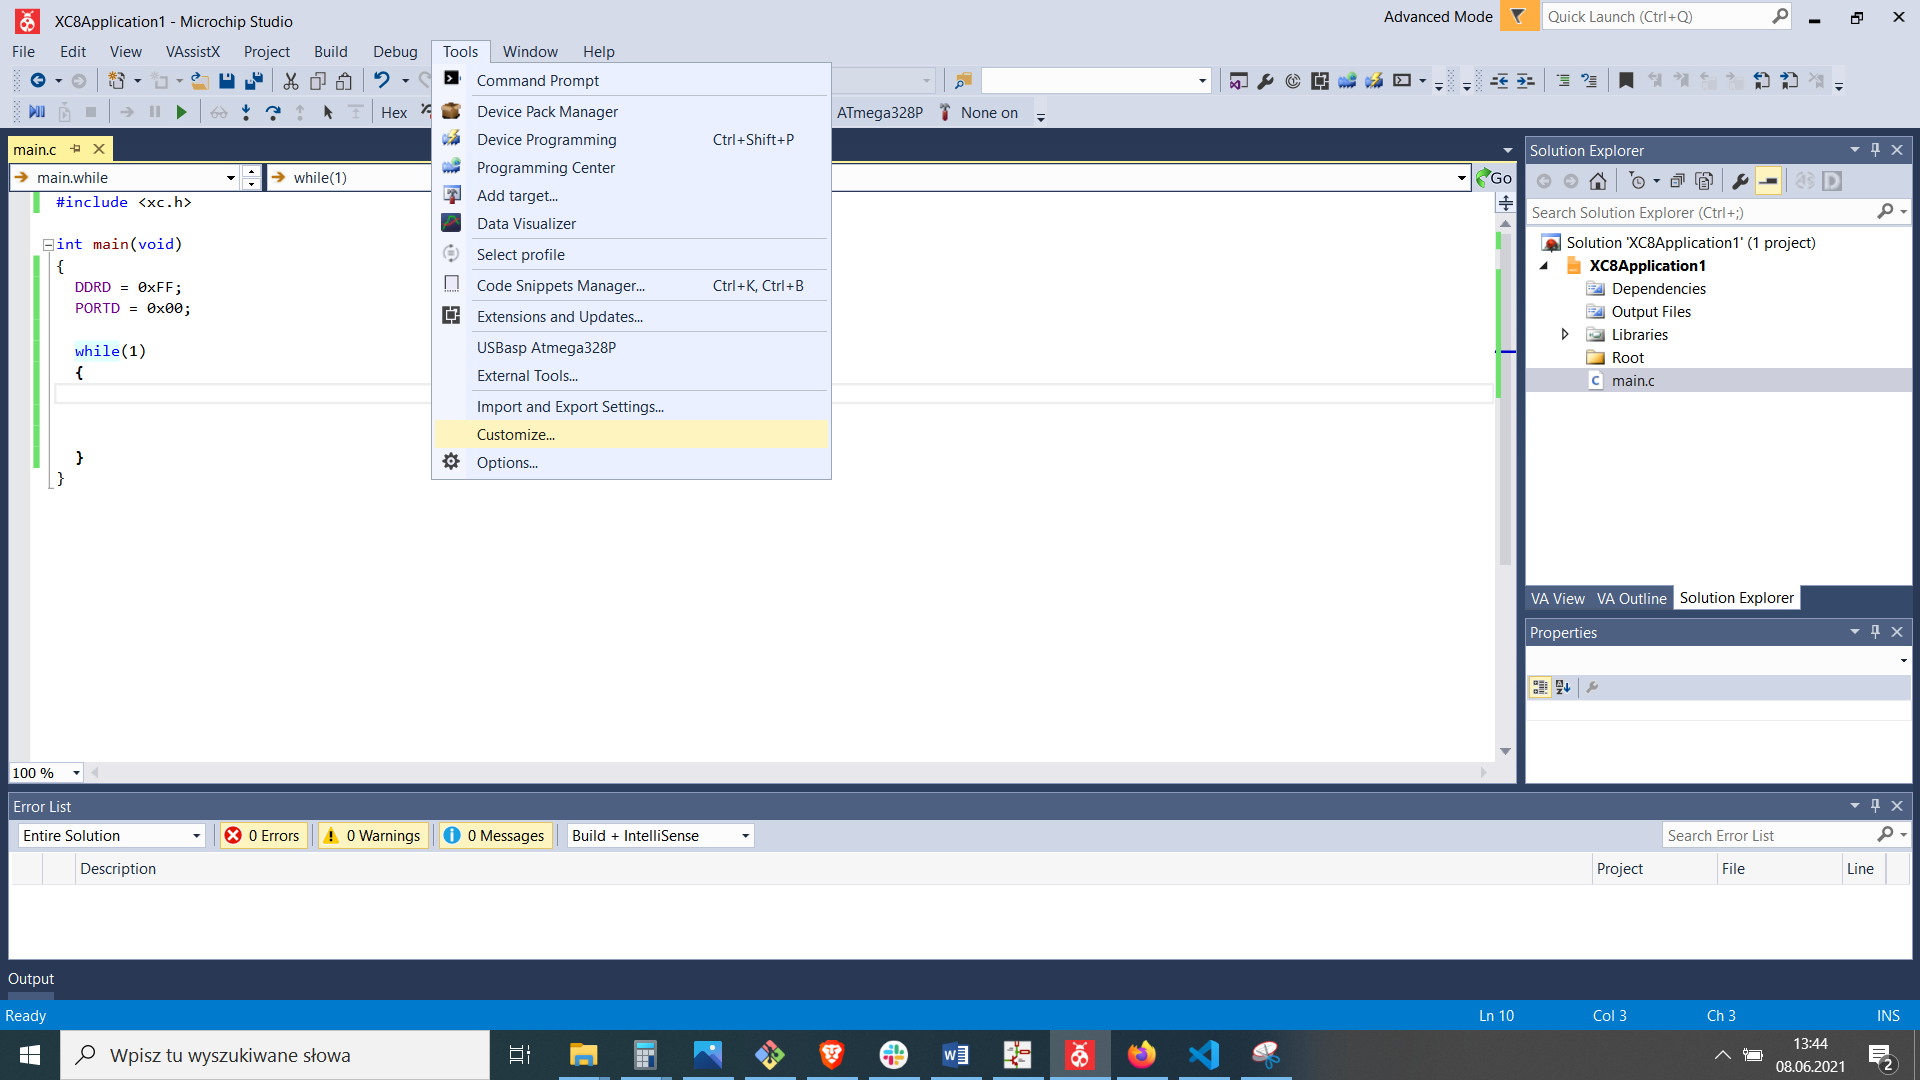 XC8Application1 - Microchip Studio
Advanced Mode
Quick Launch (Ctrl+Q)
File Edit View VAssistX Project Build Debug Tools Window Help
Hex
ATmega328P
None on
Command Prompt
Device Pack Manager
Device Programming Ctrl+Shift+P
Programming Center
Add target...
Data Visualizer
Select profile
Code Snippets Manager... Ctrl+K, Ctrl+B
Extensions and Updates...
USBasp Atmega328P
External Tools...
Import and Export Settings...
Customize...
Options...
main.c
main.while
while(1)
Go
#include <xc.h>
int main(void)
{
DDRD = 0xFF;
PORTD = 0x00;
while(1)
{
}
}
100 %
Solution Explorer
Search Solution Explorer (Ctrl+;)
Solution 'XC8Application1' (1 project)
XC8Application1
Dependencies
Output Files
Libraries
Root
main.c
VA View VA Outline Solution Explorer
Properties
Error List
Entire Solution
0 Errors
0 Warnings
0 Messages
Build + IntelliSense
Search Error List
Description Project File Line
Output
Ready
Ln 10 Col 3 Ch 3 INS
Wpisz tu wyszukiwane słowa
13:44
08.06.2021
2